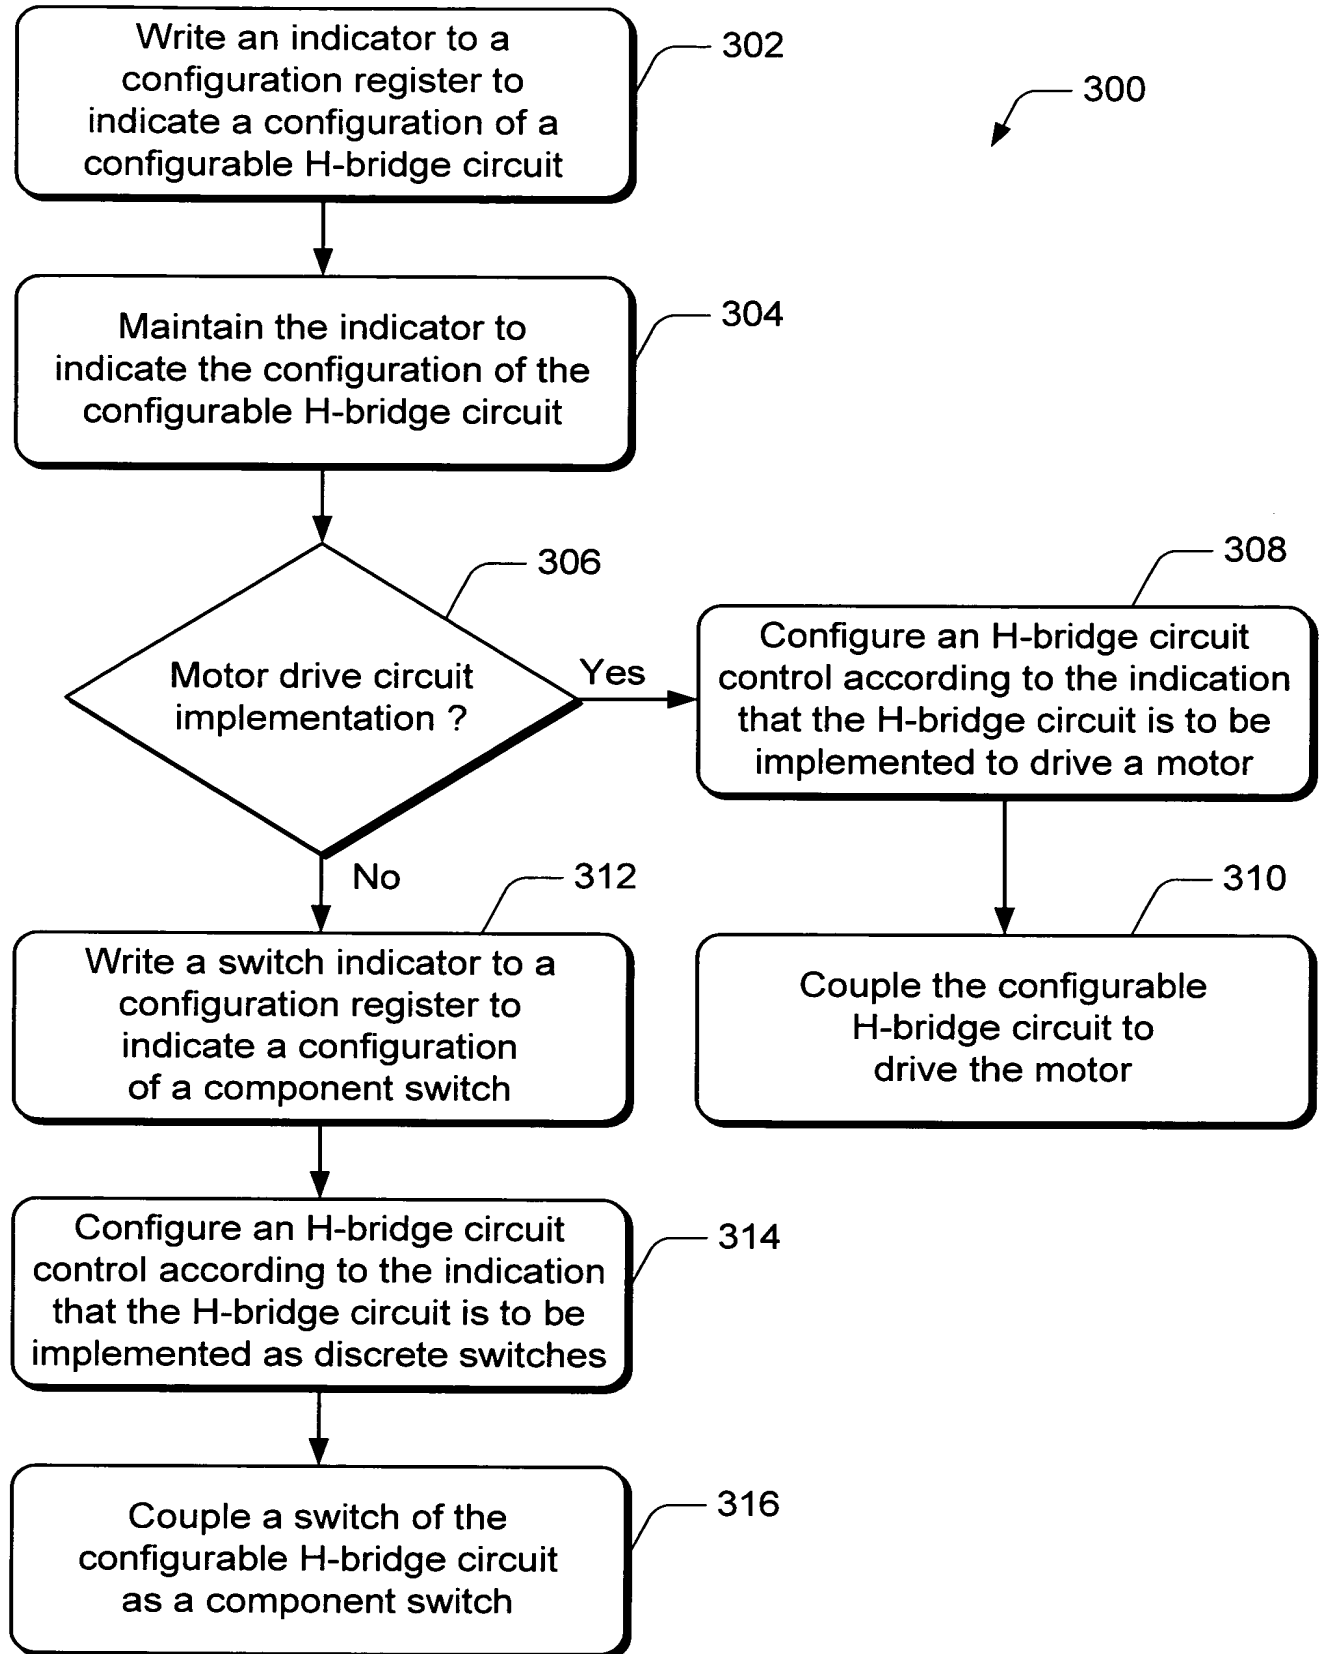 Write an indicator to a
configuration register to
indicate a configuration of a
configurable H-bridge circuit
302
300
Maintain the indicator to
indicate the configuration of the
configurable H-bridge circuit
304
306
Motor drive circuit
implementation ?
Yes
308
Configure an H-bridge circuit
control according to the indication
that the H-bridge circuit is to be
implemented to drive a motor
No
310
Couple the configurable
H-bridge circuit to
drive the motor
312
Write a switch indicator to a
configuration register to
indicate a configuration
of a component switch
Configure an H-bridge circuit
control according to the indication
that the H-bridge circuit is to be
implemented as discrete switches
314
Couple a switch of the
configurable H-bridge circuit
as a component switch
316